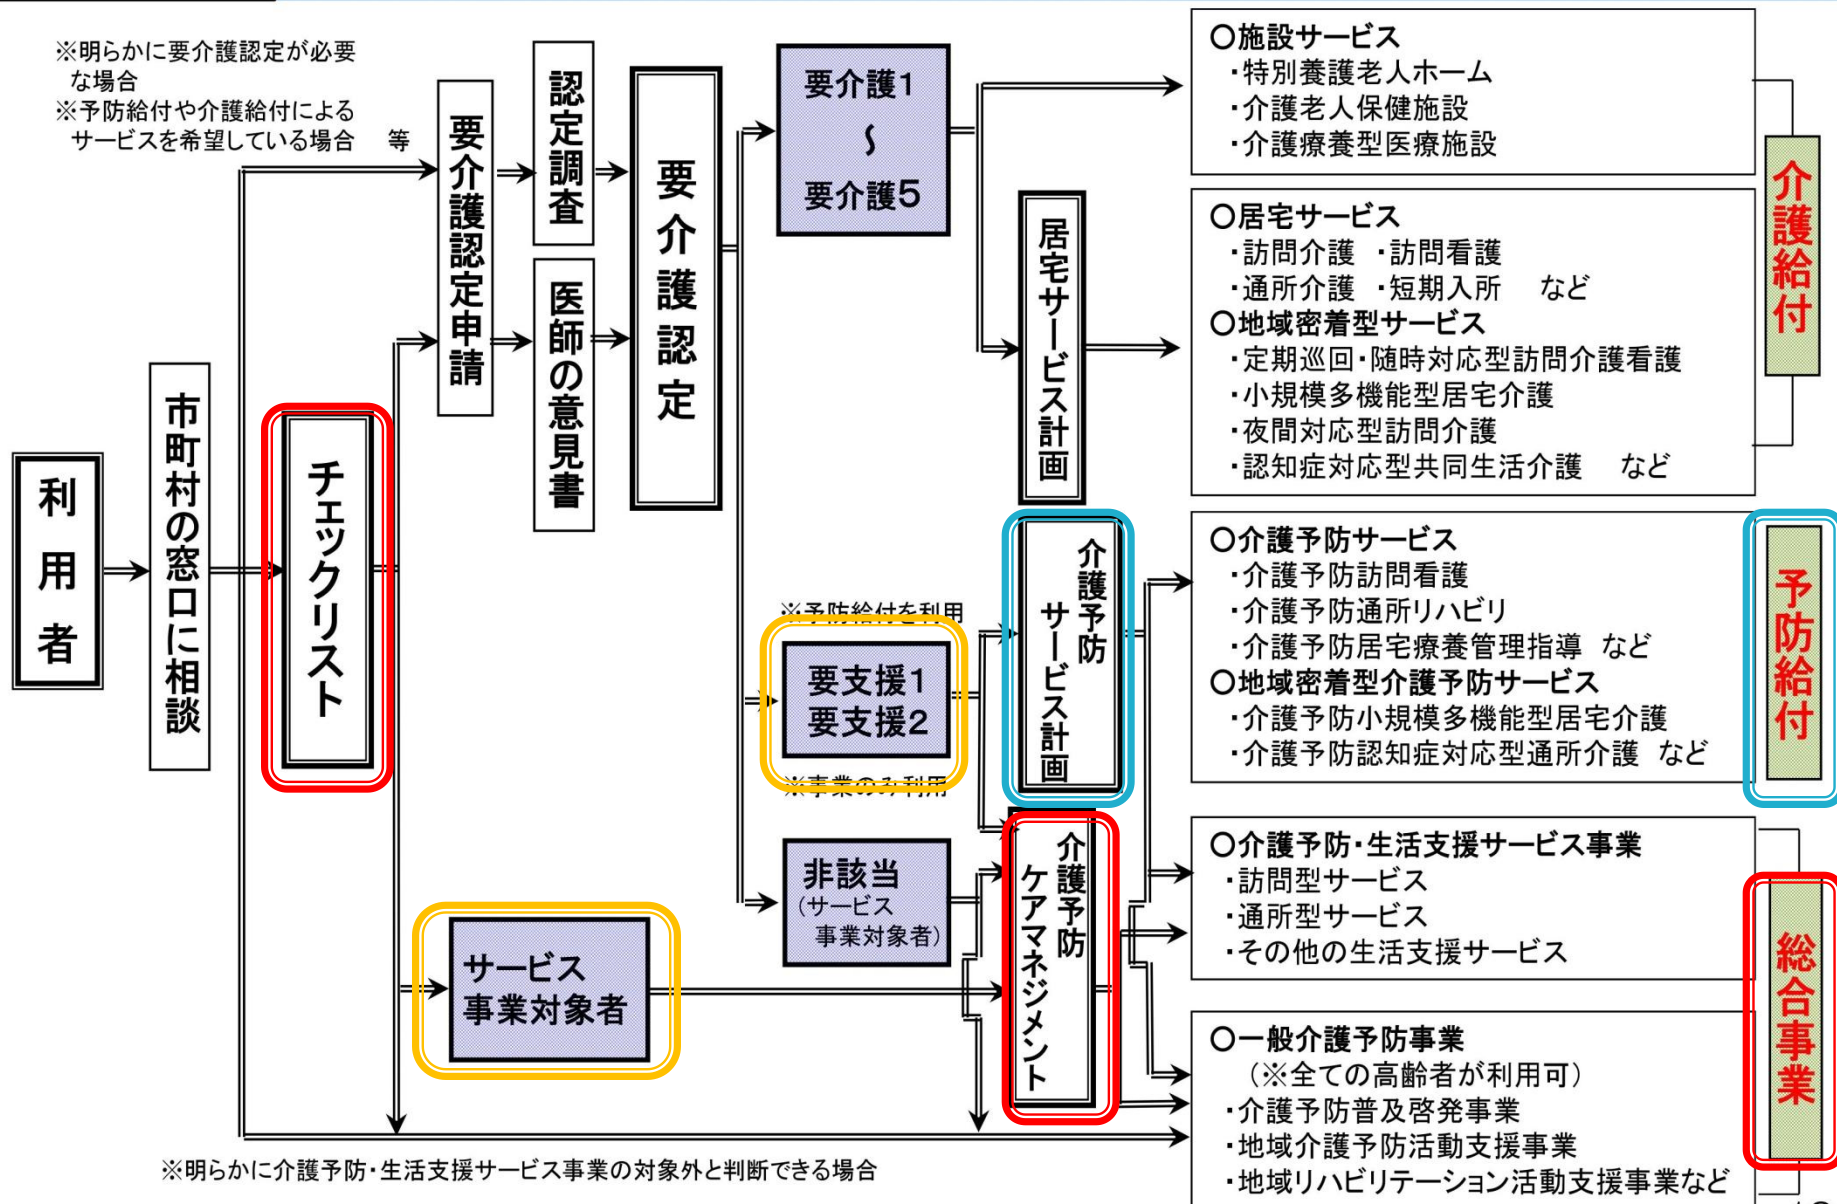 ※明らかに要介護認定が必要
な場合
※予防給付や介護給付による
サービスを希望している場合　等
利用者
市町村の窓口に相談
チェックリスト
要介護認定申請
認定調査
医師の意見書
要介護認定
要介護1
～
要介護5
※予防給付を利用
要支援1
要支援2
※事業のみ利用
非該当
(サービス
事業対象者)
サービス
事業対象者
居宅サービス計画
介護予防
サービス計画
介護予防
ケアマネジメント
○施設サービス
・特別養護老人ホーム
・介護老人保健施設
・介護療養型医療施設
○居宅サービス
・訪問介護　・訪問看護
・通所介護　・短期入所　など
○地域密着型サービス
・定期巡回・随時対応型訪問介護看護
・小規模多機能型居宅介護
・夜間対応型訪問介護
・認知症対応型共同生活介護　など
介護給付
○介護予防サービス
・介護予防訪問看護
・介護予防通所リハビリ
・介護予防居宅療養管理指導　など
○地域密着型介護予防サービス
・介護予防小規模多機能型居宅介護
・介護予防認知症対応型通所介護　など
予防給付
○介護予防・生活支援サービス事業
・訪問型サービス
・通所型サービス
・その他の生活支援サービス
○一般介護予防事業
(※全ての高齢者が利用可)
・介護予防普及啓発事業
・地域介護予防活動支援事業
・地域リハビリテーション活動支援事業など
総合事業
※明らかに介護予防・生活支援サービス事業の対象外と判断できる場合